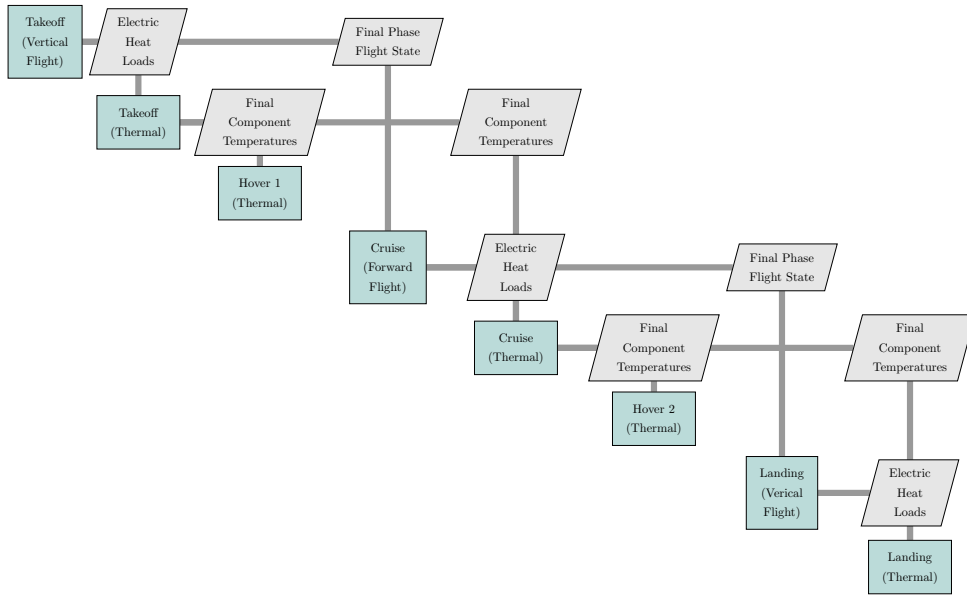 Takeoff
(Vertical
Flight)
Electric
Heat
Loads
Final Phase
Flight State
Takeoff
(Thermal)
Final
Component
Temperatures
Final
Component
Temperatures
Hover 1
(Thermal)
Cruise
(Forward
Flight)
Electric
Heat
Loads
Final Phase
Flight State
Cruise
(Thermal)
Final
Component
Temperatures
Final
Component
Temperatures
Hover 2
(Thermal)
Landing
(Verical
Flight)
Electric
Heat
Loads
Landing
(Thermal)